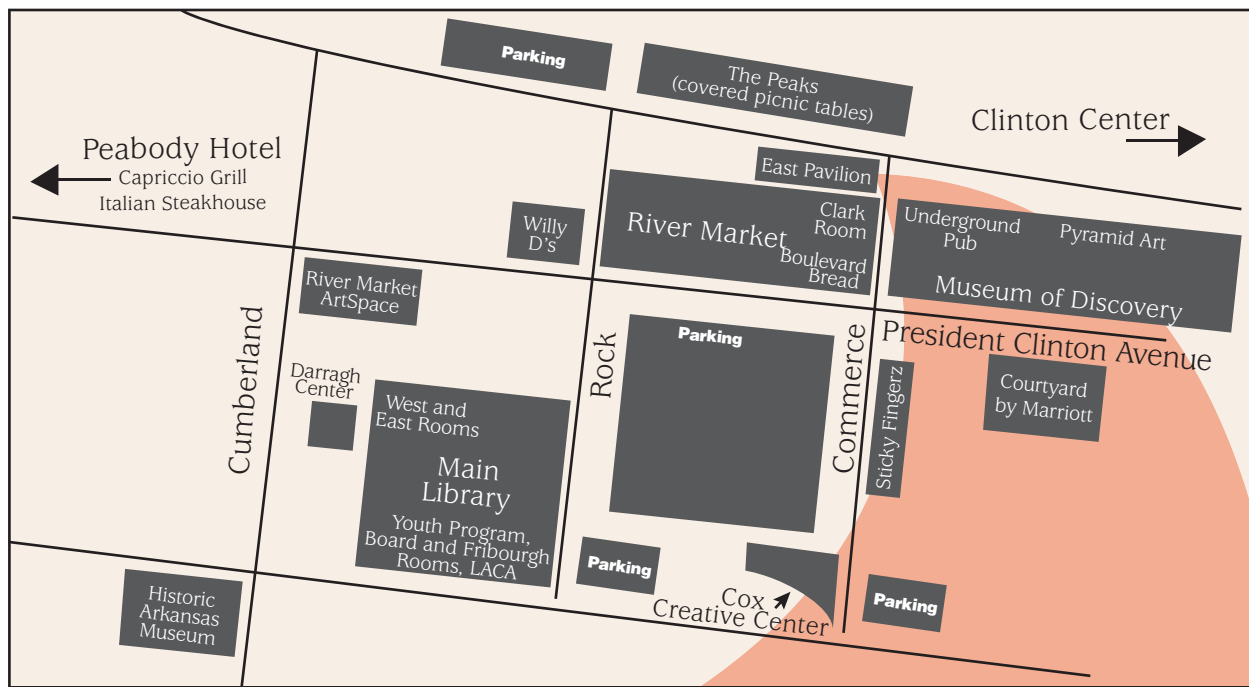 Parking
The Peaks
(covered picnic tables)
Clinton Center
Peabody Hotel
Capriccio Grill
Italian Steakhouse
East Pavilion
Willy
D's
River Market
Clark
Room
Boulevard
Bread
Underground
Pub
Pyramid Art
Museum of Discovery
River Market
ArtSpace
Cumberland
Rock
Parking
Commerce
President Clinton Avenue
Darragh
Center
West and
East Rooms
Main
Library
Youth Program,
Board and Fribourgh
Rooms, LACA
Sticky Fingerz
Courtyard
by Marriott
Historic
Arkansas
Museum
Parking
Cox
Creative Center
Parking